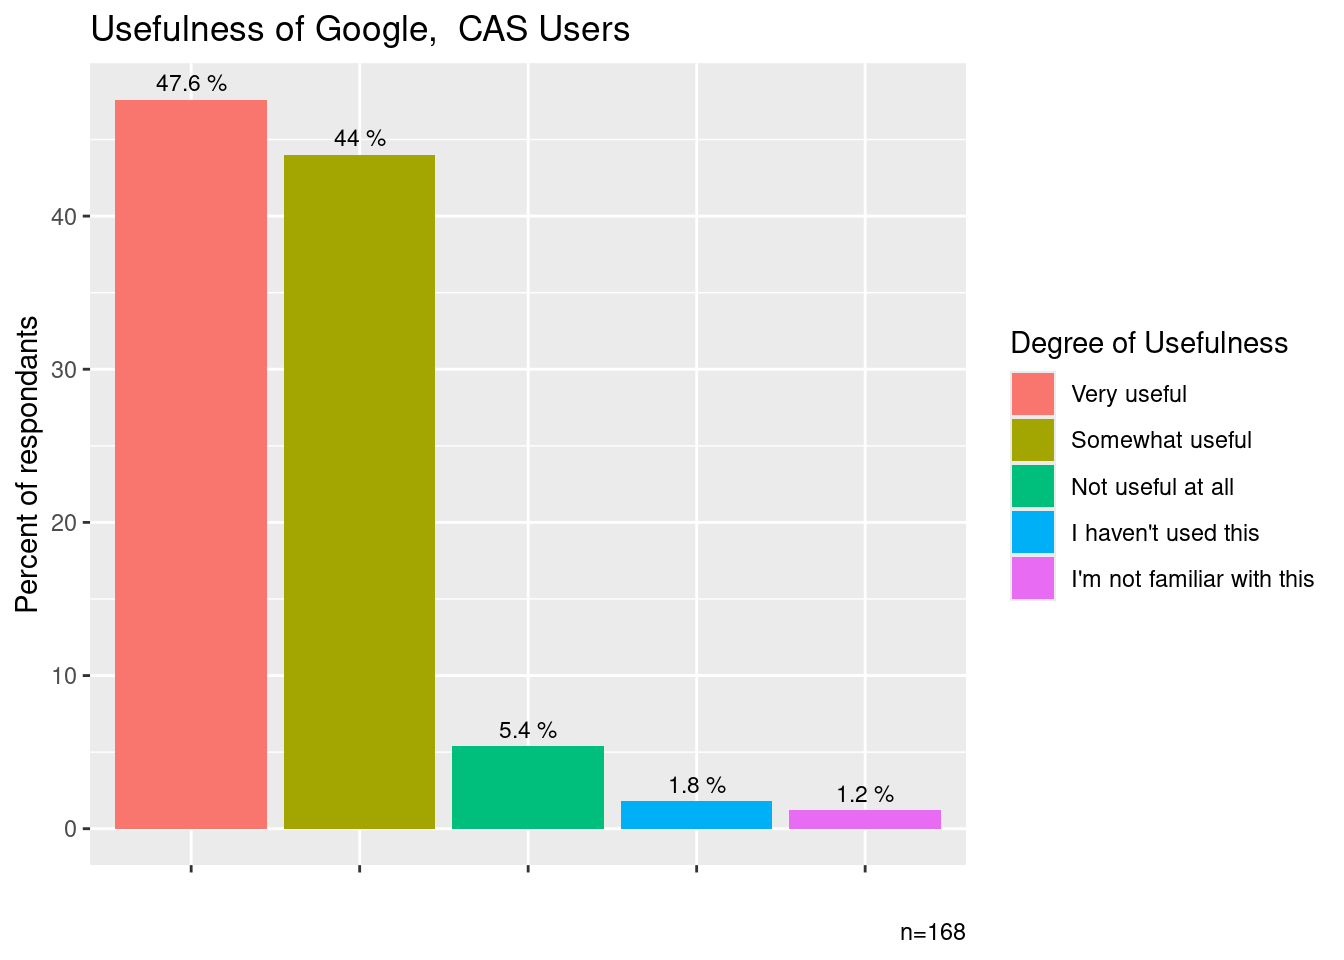 Usefulness of Google,  CAS Users
47.6 %
44 %
5.4 %
1.8 %
1.2 %
40
30
20
10
0
Percent of respondants
n=168
Degree of Usefulness
Very useful
Somewhat useful
Not useful at all
I haven't used this
I'm not familiar with this